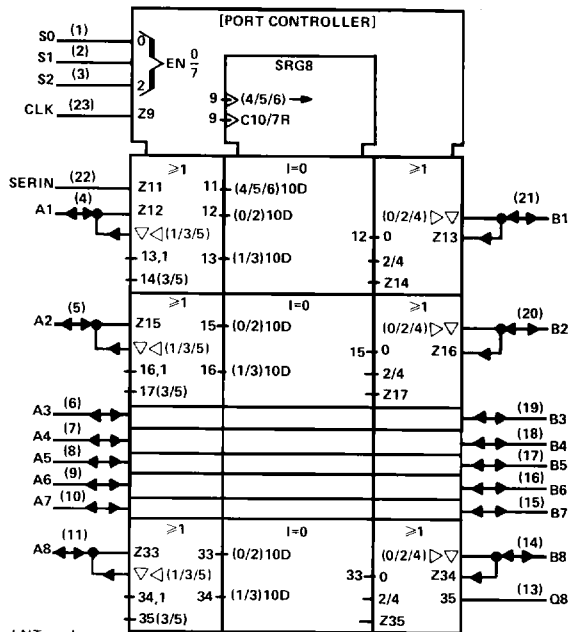 [PORT CONTROLLER]
S0 (1) 0
S1 (2) EN 0/7
S2 (3) 2
CLK (23) Z9
SRG8
9 (4/5/6) →
9 C10/7R
≥1 I=0 ≥1
SERIN (22) Z11 11 (4/5/6)10D
A1 (4) Z12 12 (0/2)10D (0/2/4) ▷▽ (21) B1
▽◁(1/3/5) 12 0 Z13
13,1 13 (1/3)10D 2/4
14(3/5) Z14
≥1 I=0 ≥1
A2 (5) Z15 15 (0/2)10D (0/2/4) ▷▽ (20) B2
▽◁(1/3/5) 15 0 Z16
16,1 16 (1/3)10D 2/4
17(3/5) Z17
A3 (6) (19) B3
A4 (7) (18) B4
A5 (8) (17) B5
A6 (9) (16) B6
A7 (10) (15) B7
≥1 I=0 ≥1
A8 (11) Z33 33 (0/2)10D (0/2/4) ▷▽ (14) B8
▽◁(1/3/5) 33 0 Z34
34,1 34 (1/3)10D 2/4 35 (13) Q8
35(3/5) Z35